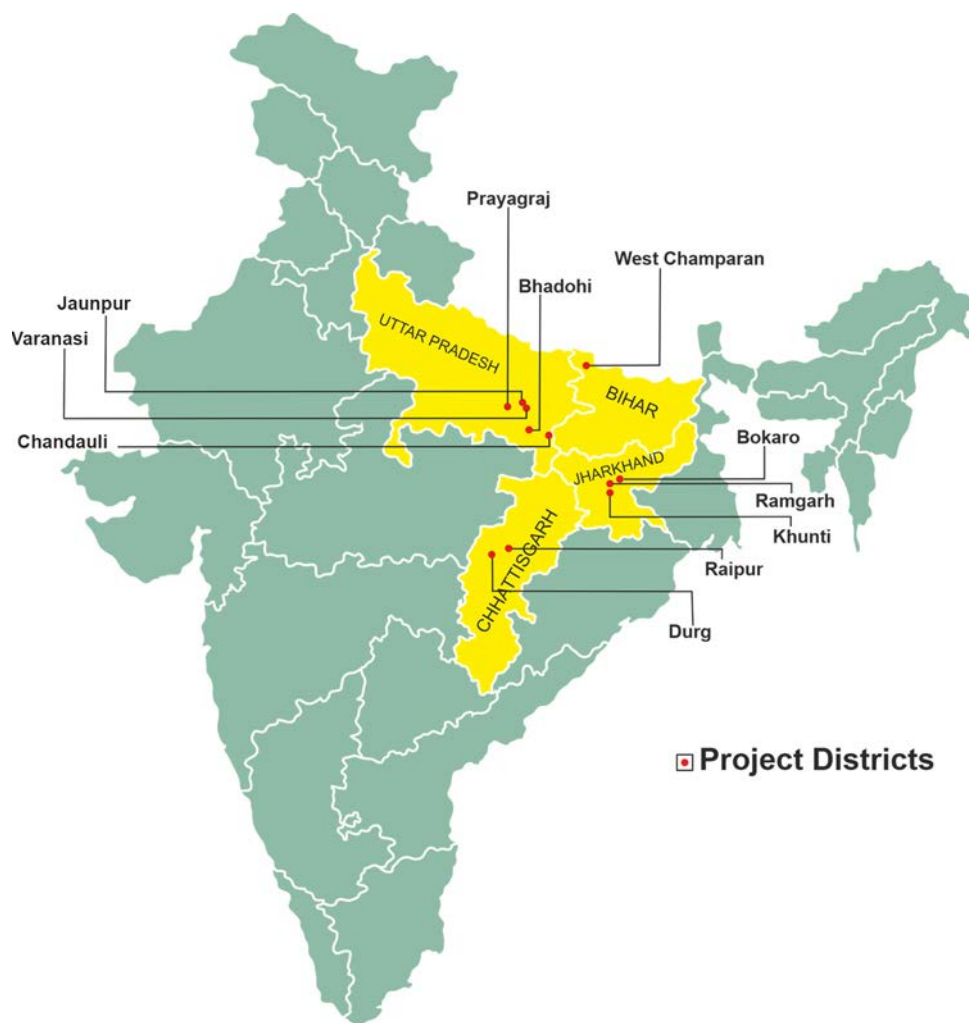 Prayagraj
West Champaran
Bhadohi
Jaunpur
Varanasi
UTTAR PRADESH
BIHAR
Chandauli
Bokaro
JHARKHAND
Ramgarh
Khunti
CHHATTISGARH
Raipur
Durg
Project Districts